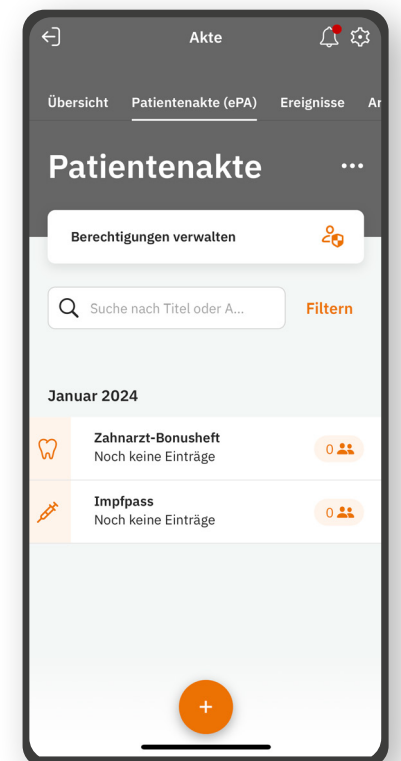 Akte
Übersicht Patientenakte (ePA) Ereignisse
Patientenakte
Berechtigungen verwalten
Suche nach Titel oder A... Filtern
Januar 2024
Zahnarzt-Bonusheft
Noch keine Einträge
0
Impfpass
Noch keine Einträge
0